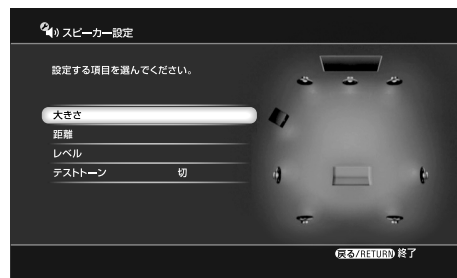 スピーカー設定
設定する項目を選んでください。
大きさ
距離
レベル
テストトーン 切
戻る/RETURN 終了